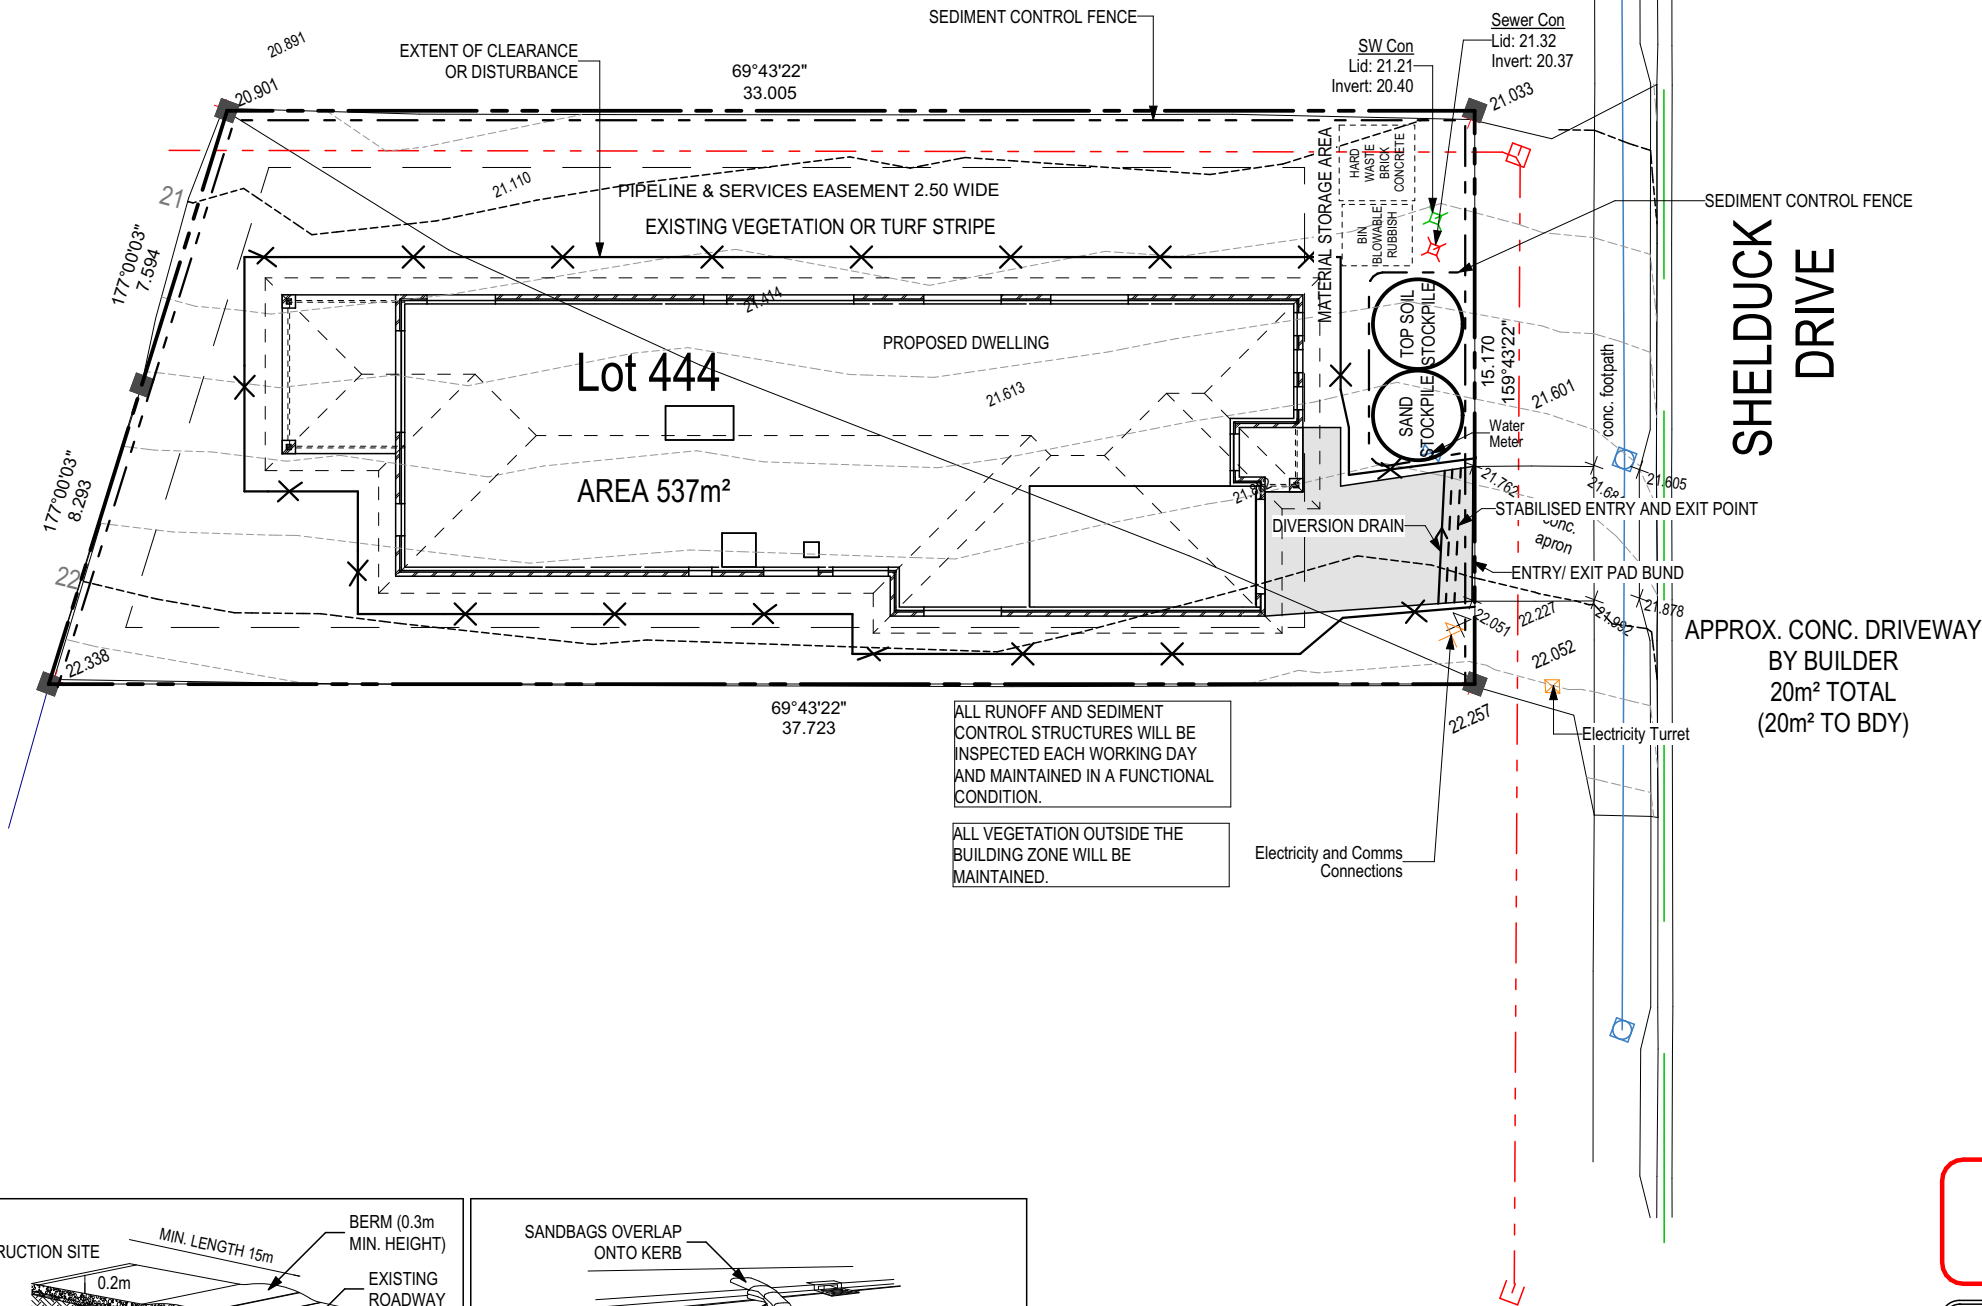 SEDIMENT CONTROL FENCE
Sewer Con
Lid: 21.32
Invert: 20.37
SW Con
Lid: 21.21
Invert: 20.40
EXTENT OF CLEARANCE
OR DISTURBANCE
20.891
20.901
69°43'22"
33.005
21.033
MATERIAL STORAGE AREA
HARD
WASTE
BRICK
CONCRETE
BIN
BLOWABLE
RUBBISH
21
21.110
PIPELINE & SERVICES EASEMENT 2.50 WIDE
EXISTING VEGETATION OR TURF STRIPE
SEDIMENT CONTROL FENCE
SHELDUCK
DRIVE
177°00'03"
7.594
21.414
PROPOSED DWELLING
TOP SOIL
STOCKPILE
SAND
STOCKPILE
15.170
159°43'22"
conc. footpath
Lot 444
21.613
21.601
Water
Meter
AREA 537m²
21.762
21.605
177°00'03"
8.293
DIVERSION DRAIN
STABILISED ENTRY AND EXIT POINT
conc.
apron
ENTRY/ EXIT PAD BUND
22
22.051
22.227
21.992
21.878
22.052
22.338
22.257
APPROX. CONC. DRIVEWAY
BY BUILDER
20m² TOTAL
(20m² TO BDY)
69°43'22"
37.723
Electricity Turret
ALL RUNOFF AND SEDIMENT
CONTROL STRUCTURES WILL BE
INSPECTED EACH WORKING DAY
AND MAINTAINED IN A FUNCTIONAL
CONDITION.
ALL VEGETATION OUTSIDE THE
BUILDING ZONE WILL BE
MAINTAINED.
Electricity and Comms
Connections
RUCTION SITE
MIN. LENGTH 15m
BERM (0.3m
MIN. HEIGHT)
0.2m
EXISTING
ROADWAY
SANDBAGS OVERLAP
ONTO KERB